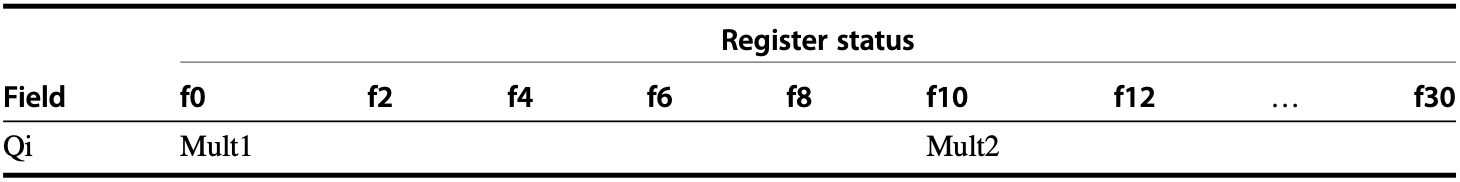 Register status
Field f0 f2 f4 f6 f8 f10 f12 … f30
Qi Mult1 Mult2